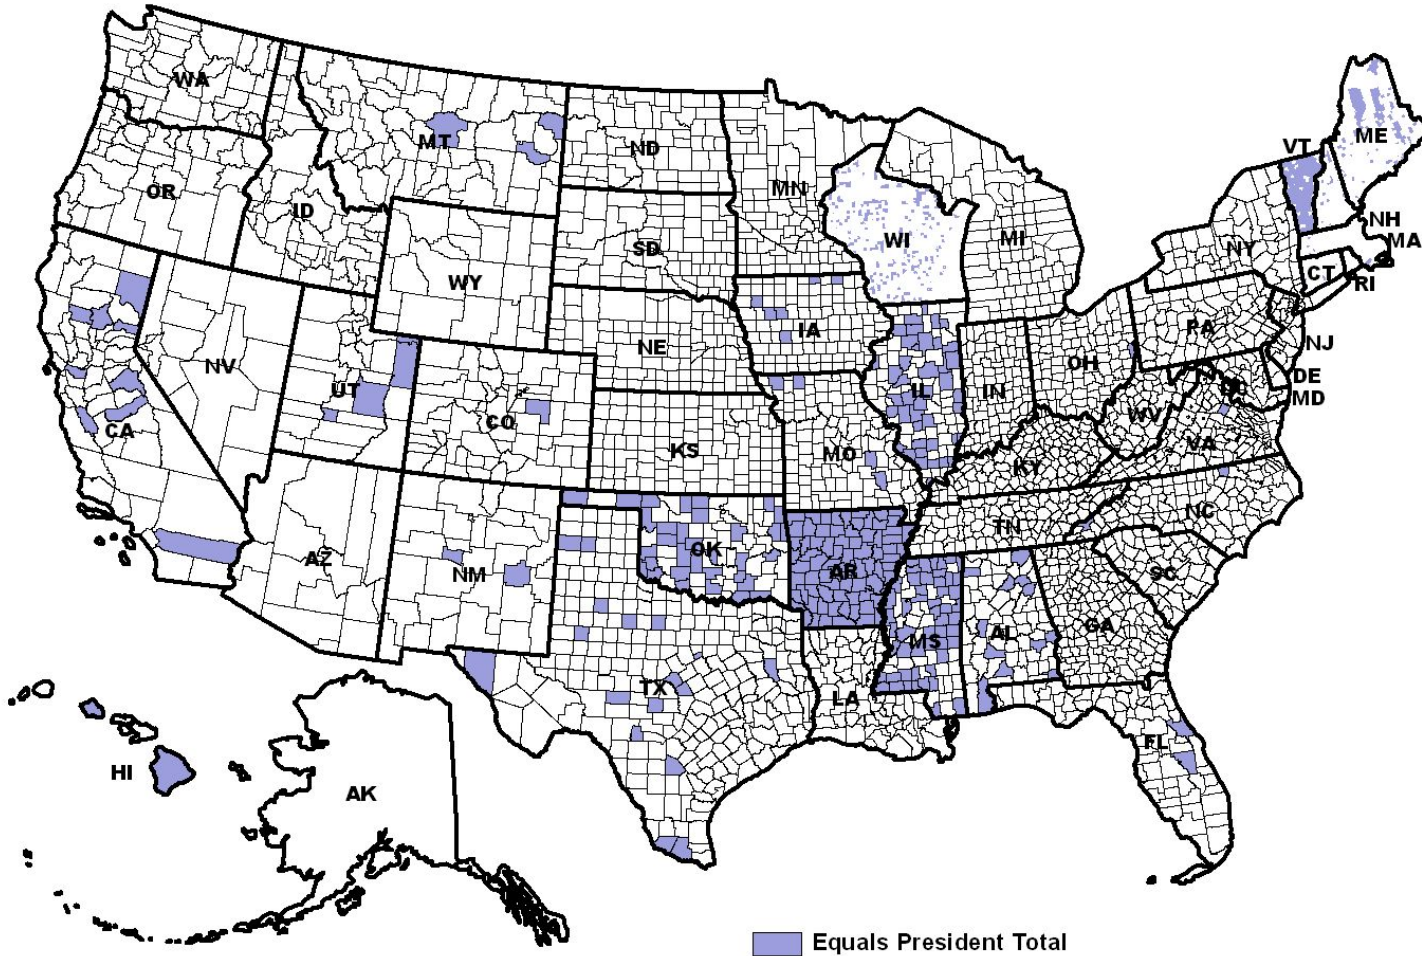 WA
MT
ND
MN
OR
ID
SD
WI
MI
WY
VT
ME
NH
NY
MA
CT
RI
NV
UT
NE
IA
PA
NJ
CA
CO
KS
MO
IL
IN
OH
DE
MD
WV
VA
KY
AZ
NM
OK
AR
TN
NC
SC
TX
LA
MS
AL
GA
FL
HI
AK
Equals President Total